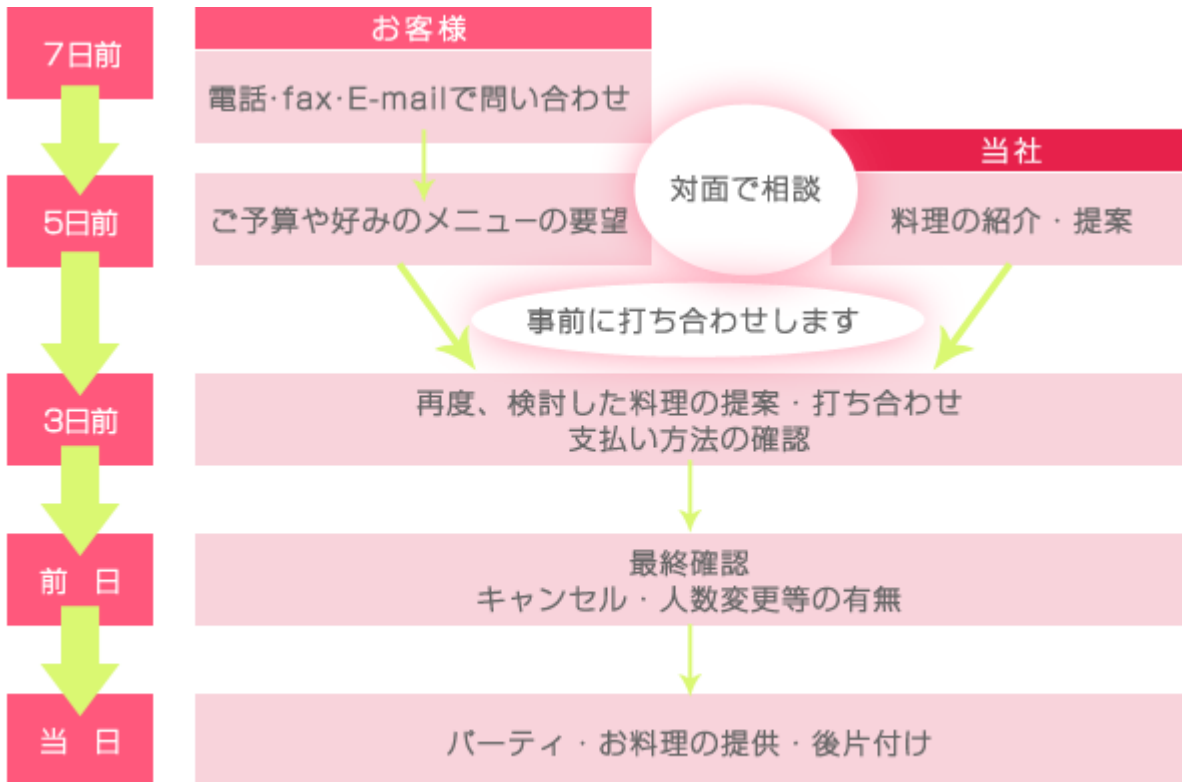 7日前
お客様
電話･fax･E-mailで問い合わせ
対面で相談
当社
5日前
ご予算や好みのメニューの要望
料理の紹介・提案
事前に打ち合わせします
3日前
再度、検討した料理の提案・打ち合わせ
支払い方法の確認
前　日
最終確認
キャンセル・人数変更等の有無
当　日
パーティ・お料理の提供・後片付け